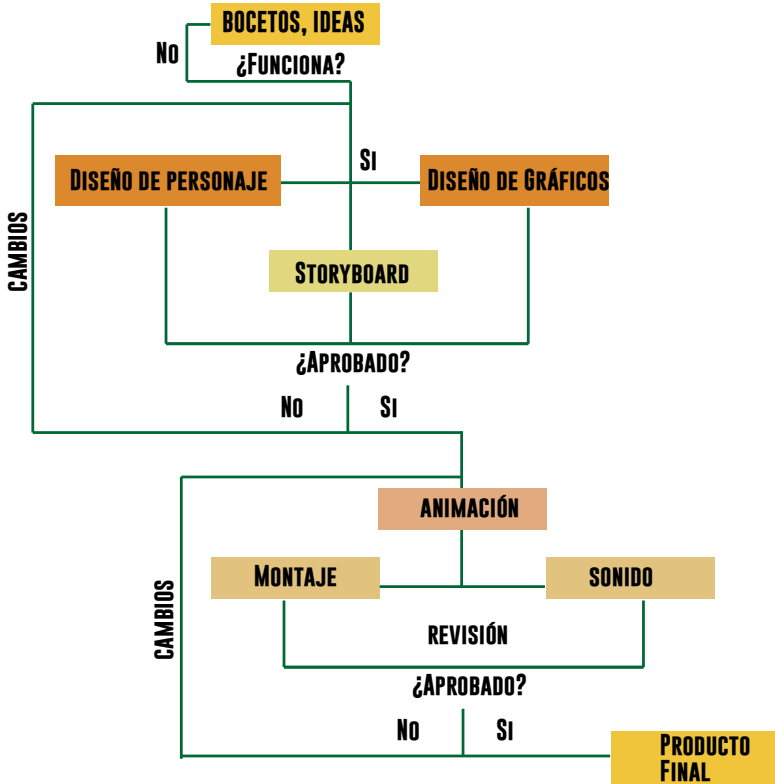 BOCETOS, IDEAS
No
¿Funciona?
Si
Diseño de personaje
Diseño de Gráficos
CAMBIOS
Storyboard
¿Aprobado?
No
Si
ANIMACIÓN
Montaje
SONIDO
CAMBIOS
REVISIÓN
¿Aprobado?
No
Si
Producto
Final